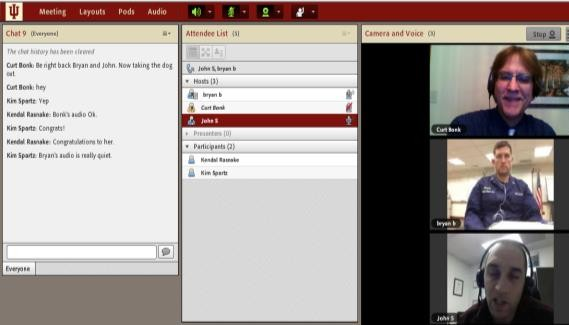 Meeting Layouts Pods Audio
Chat 9 (Everyone)
The chat history has been cleared
Curt Bonk: Be right back Bryan and John. Now taking the dog
out.
Curt Bonk: hey
Kim Spartz: Yep
Kendal Rasnake: Bonk's audio Ok.
Kim Spartz: Congrats!
Kendal Rasnake: Congratulations to her.
Kim Spartz: Bryan's audio is really quiet.
Everyone
Attendee List (5)
John S, bryan b
Hosts (3)
bryan b
Curt Bonk
John S
Presenters (0)
Participants (2)
Kendal Rasnake
Kim Spartz
Camera and Voice (3)
Stop
Curt Bonk
bryan b
John S